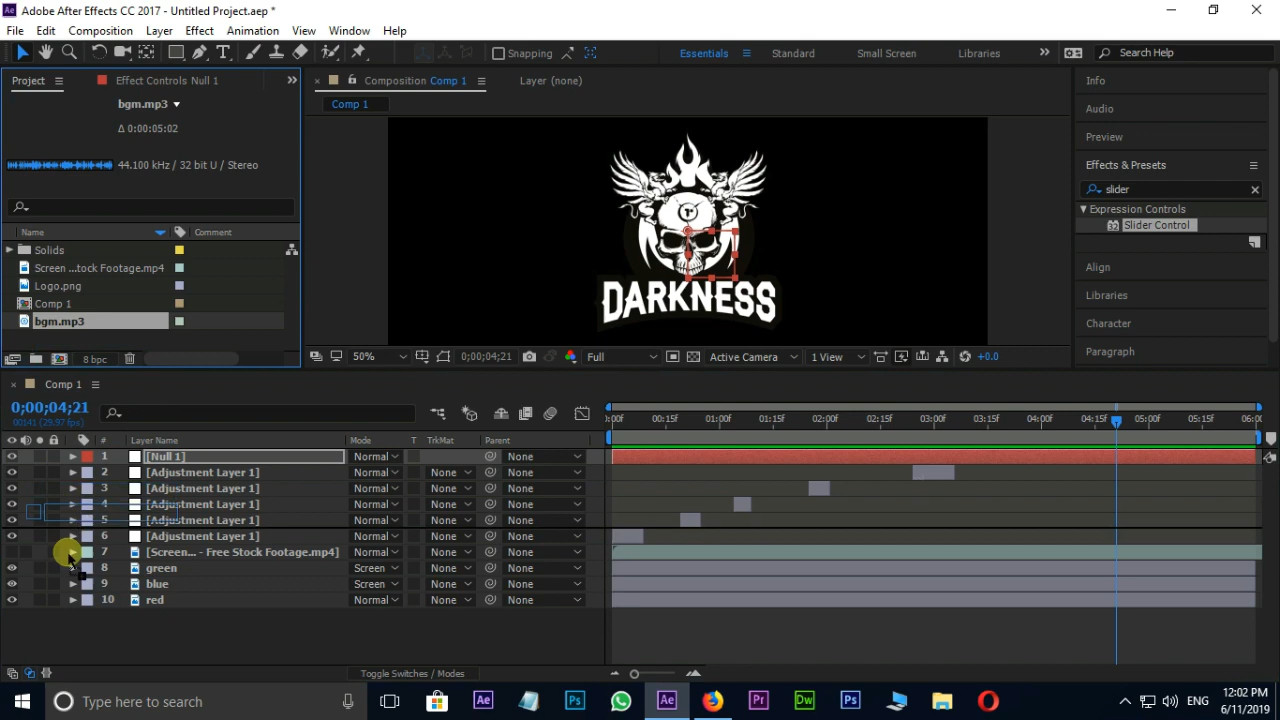 Adobe After Effects CC 2017 - Untitled Project.aep *
File Edit Composition Layer Effect Animation View Window Help
Snapping Essentials Standard Small Screen Libraries Search Help
Project Effect Controls Null 1 Composition Comp 1 Layer (none) Info
bgm.mp3 Comp 1 Audio
Δ 0:00:05:02 Preview
44.100 kHz / 32 bit U / Stereo Effects & Presets
slider
Expression Controls
Slider Control
Name Comment
Solids
Screen ...tock Footage.mp4 Align
Logo.png Libraries
Comp 1
bgm.mp3 Character
DARKNESS
Paragraph
8 bpc 50% 0;00;04;21 Full Active Camera 1 View +0.0
Comp 1
0;00;04;21
00141 (29.97 fps)
:00f 00:15f 01:00f 01:15f 02:00f 02:15f 03:00f 03:15f 04:00f 04:15f 05:00f 05:15f 06:00f
# Layer Name Mode T TrkMat Parent
1 [Null 1] Normal None
2 [Adjustment Layer 1] Normal None None
3 [Adjustment Layer 1] Normal None None
4 [Adjustment Layer 1] Normal None None
5 [Adjustment Layer 1] Normal None None
6 [Adjustment Layer 1] Normal None None
7 [Screen... - Free Stock Footage.mp4] Normal None None
8 green Screen None None
9 blue Screen None None
10 red Normal None None
Toggle Switches / Modes
Type here to search
ENG
12:02 PM
6/11/2019